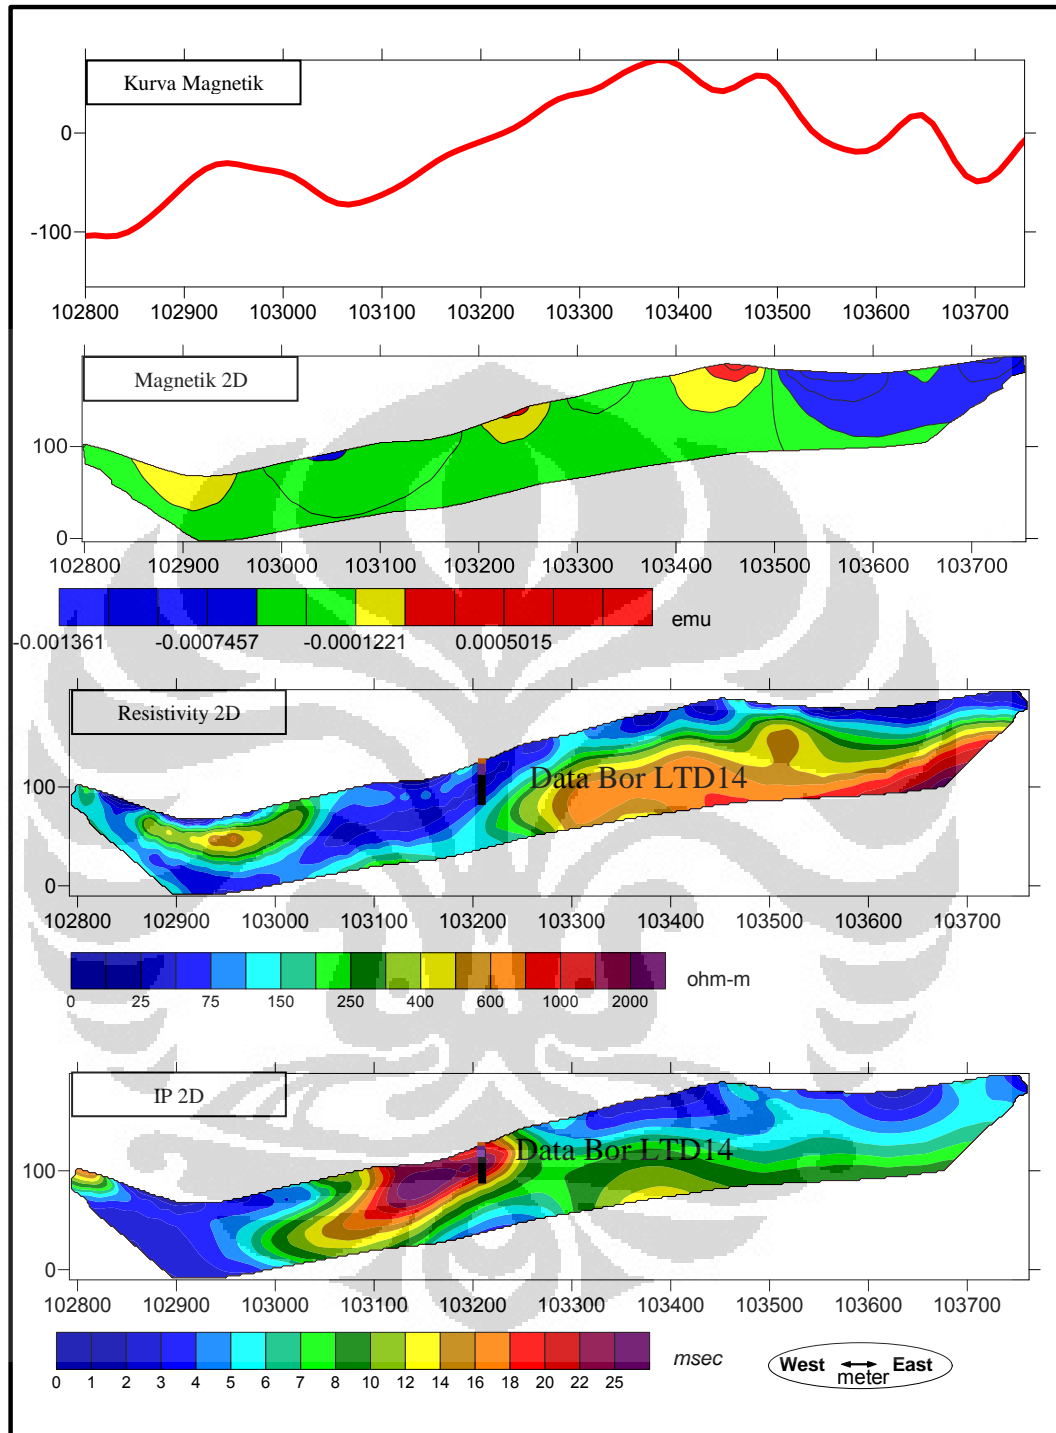 Kurva Magnetik
0
-100
102800 102900 103000 103100 103200 103300 103400 103500 103600 103700
Magnetik 2D
100
0
102800 102900 103000 103100 103200 103300 103400 103500 103600 103700
emu
-0.001361 -0.0007457 -0.0001221 0.0005015
Resistivity 2D
Data Bor LTD14
100
0
102800 102900 103000 103100 103200 103300 103400 103500 103600 103700
ohm-m
0 25 75 150 250 400 600 1000 2000
IP 2D
Data Bor LTD14
100
0
102800 102900 103000 103100 103200 103300 103400 103500 103600 103700
msec
0 1 2 3 4 5 6 7 8 10 12 14 16 18 20 22 25
West East
meter